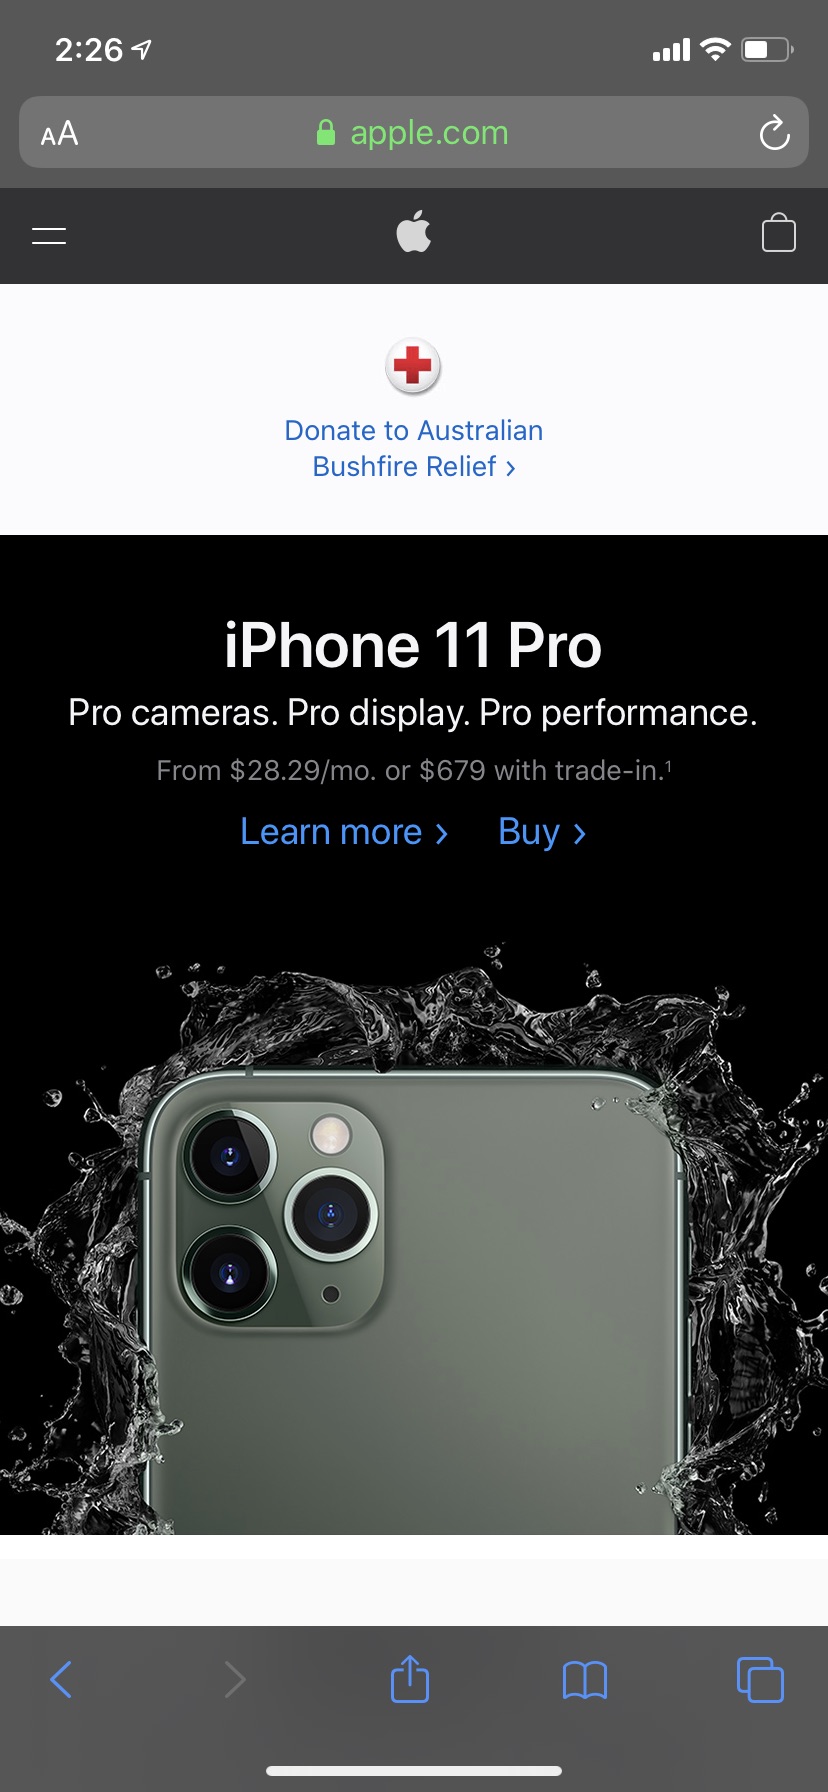 2:26
AA apple.com
Donate to Australian
Bushfire Relief ›
iPhone 11 Pro
Pro cameras. Pro display. Pro performance.
From $28.29/mo. or $679 with trade-in.¹
Learn more › Buy ›